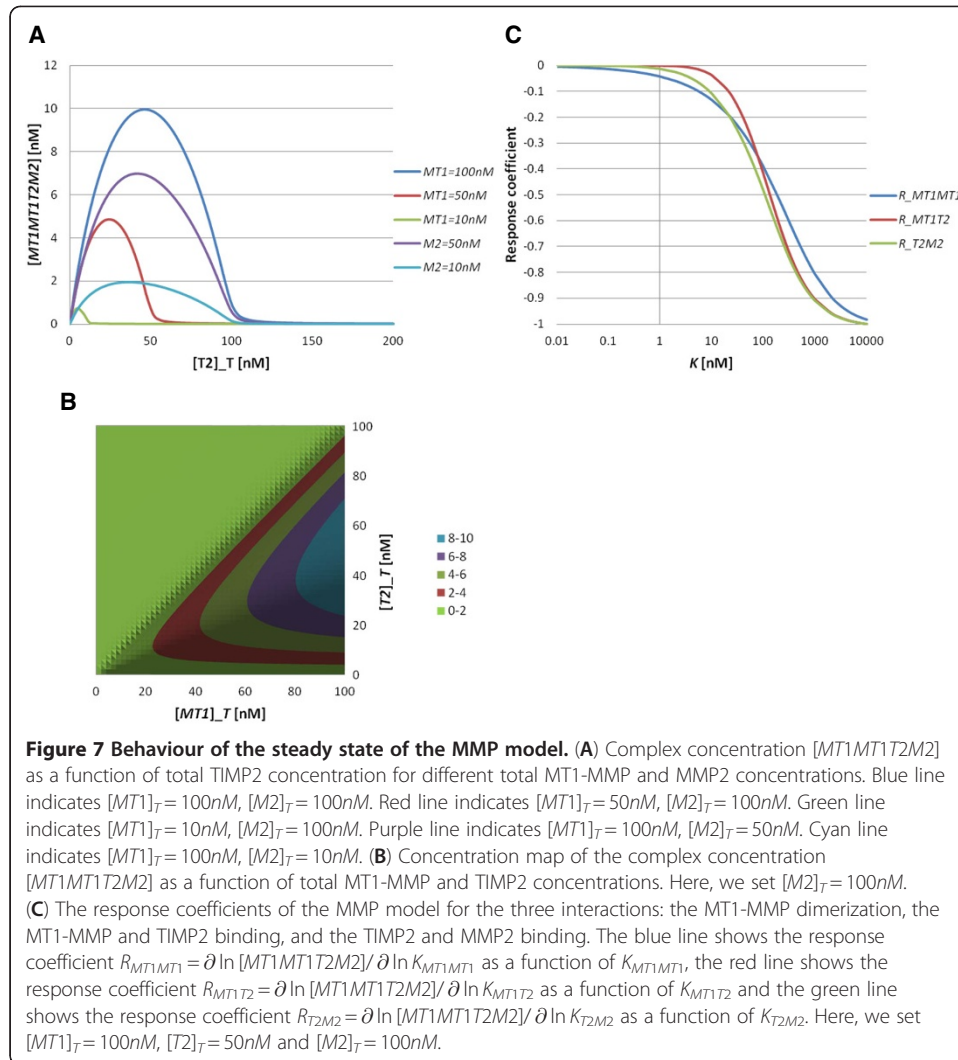 A
12
10
8
6
4
2
0
[MT1MT1T2M2] [nM]
0 50 100 150 200
[T2]_T [nM]
MT1=100nM
MT1=50nM
MT1=10nM
M2=50nM
M2=10nM
C
0
-0.1
-0.2
-0.3
-0.4
-0.5
-0.6
-0.7
-0.8
-0.9
-1
Response coefficient
0.01 0.1 1 10 100 1000 10000
K [nM]
R_MT1MT1
R_MT1T2
R_T2M2
B
100
80
60
40
20
0
[T2]_T [nM]
0 20 40 60 80 100
[MT1]_T [nM]
8-10
6-8
4-6
2-4
0-2
Figure 7 Behaviour of the steady state of the MMP model. (A) Complex concentration [MT1MT1T2M2]
as a function of total TIMP2 concentration for different total MT1-MMP and MMP2 concentrations. Blue line
indicates [MT1]T = 100nM, [M2]T = 100nM. Red line indicates [MT1]T = 50nM, [M2]T = 100nM. Green line
indicates [MT1]T = 10nM, [M2]T = 100nM. Purple line indicates [MT1]T = 100nM, [M2]T = 50nM. Cyan line
indicates [MT1]T = 100nM, [M2]T = 10nM. (B) Concentration map of the complex concentration
[MT1MT1T2M2] as a function of total MT1-MMP and TIMP2 concentrations. Here, we set [M2]T = 100nM.
(C) The response coefficients of the MMP model for the three interactions: the MT1-MMP dimerization, the
MT1-MMP and TIMP2 binding, and the TIMP2 and MMP2 binding. The blue line shows the response
coefficient RMT1MT1 = ∂ ln [MT1MT1T2M2]/ ∂ ln KMT1MT1 as a function of KMT1MT1, the red line shows the
response coefficient RMT1T2 = ∂ ln [MT1MT1T2M2]/ ∂ ln KMT1T2 as a function of KMT1T2 and the green line
shows the response coefficient RT2M2 = ∂ ln [MT1MT1T2M2]/ ∂ ln KT2M2 as a function of KT2M2. Here, we set
[MT1]T = 100nM, [T2]T = 50nM and [M2]T = 100nM.